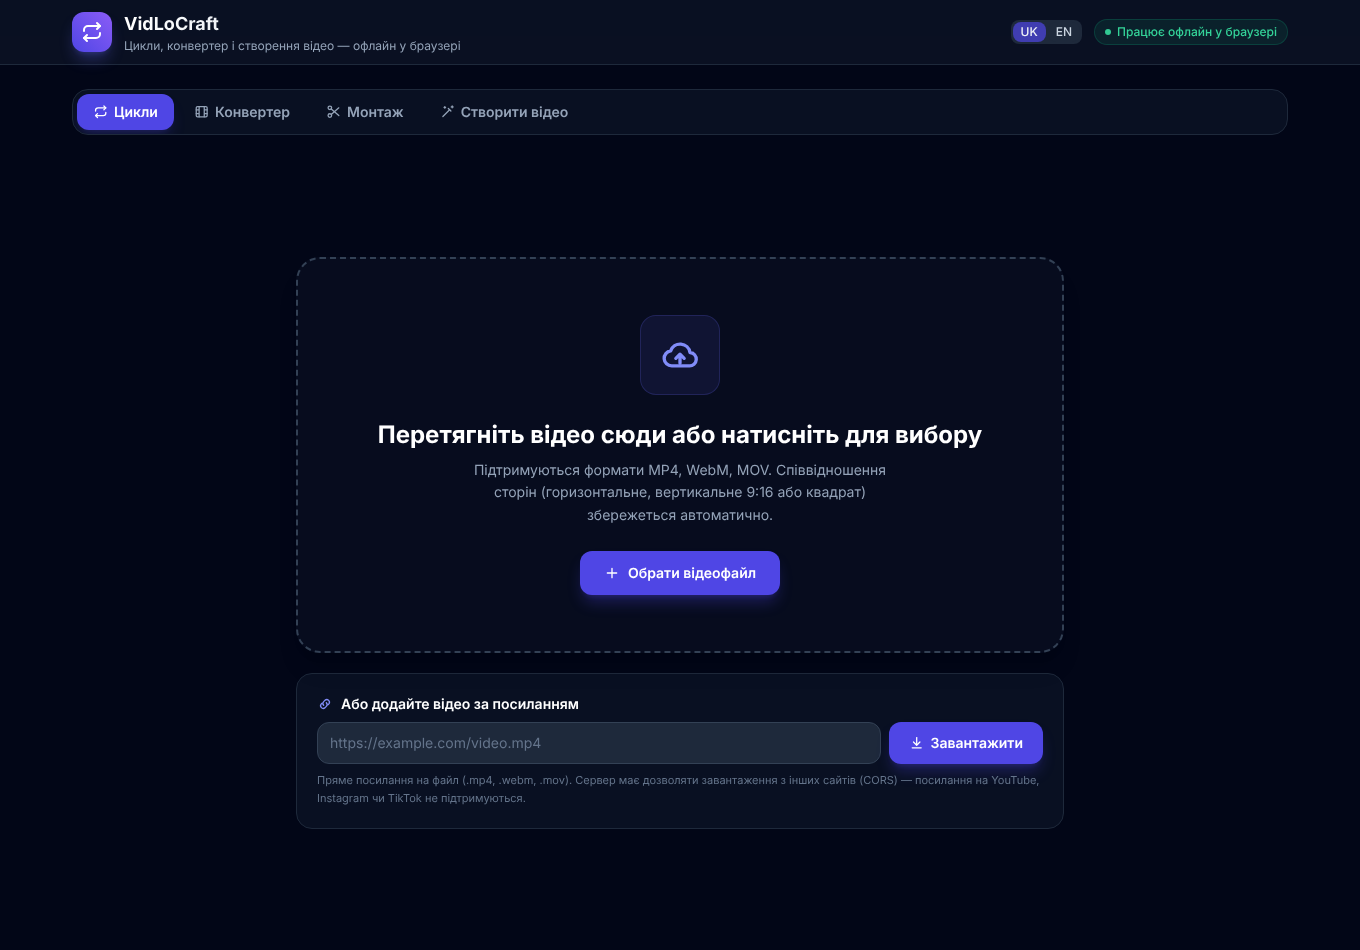 VidLoCraft
Цикли, конвертер і створення відео — офлайн у браузері
UK EN
Працює офлайн у браузері
Цикли
Конвертер
Монтаж
Створити відео
Перетягніть відео сюди або натисніть для вибору
Підтримуються формати MP4, WebM, MOV. Співвідношення
сторін (горизонтальне, вертикальне 9:16 або квадрат)
збережеться автоматично.
Обрати відеофайл
Або додайте відео за посиланням
https://example.com/video.mp4
Завантажити
Пряме посилання на файл (.mp4, .webm, .mov). Сервер має дозволяти завантаження з інших сайтів (CORS) — посилання на YouTube,
Instagram чи TikTok не підтримуються.